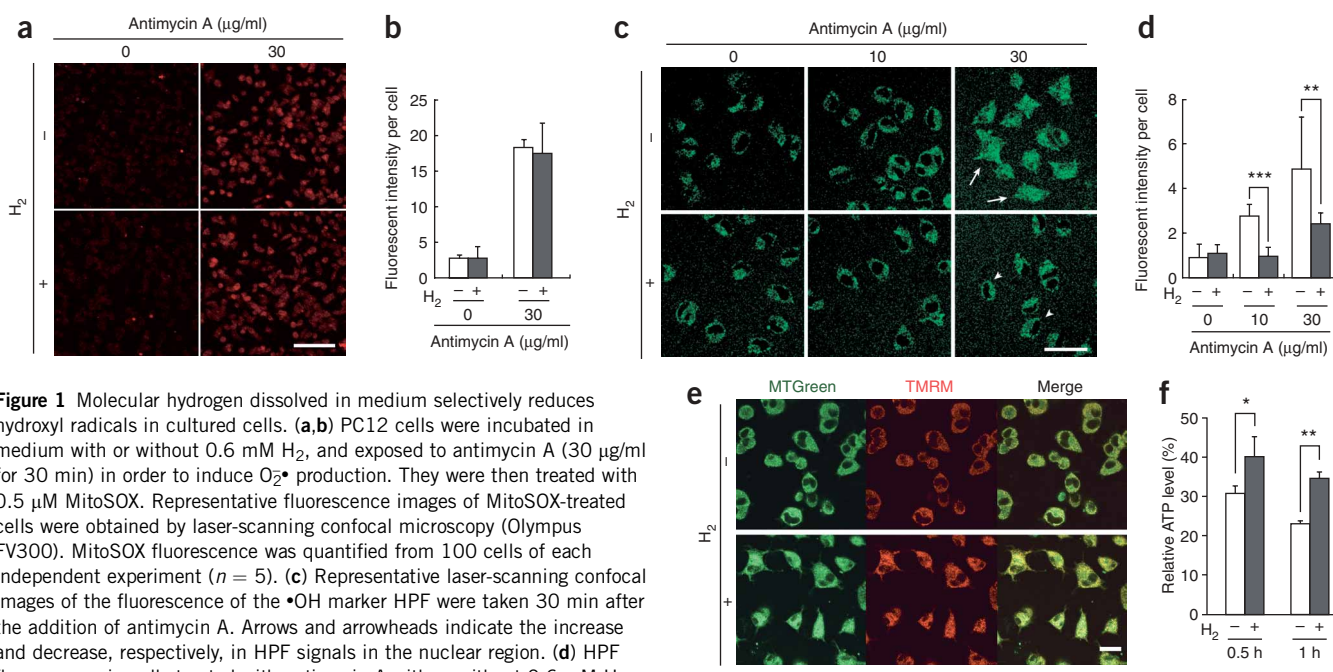 a
Antimycin A (μg/ml)
0 30
H2
–
+
b
Fluorescent intensity per cell
25
20
15
10
5
0
H2 – + – +
0 30
Antimycin A (μg/ml)
c
Antimycin A (μg/ml)
0 10 30
H2
–
+
d
Fluorescent intensity per cell
8
6
4
2
0
***
**
H2 – + – + – +
0 10 30
Antimycin A (μg/ml)
Figure 1 Molecular hydrogen dissolved in medium selectively reduces
hydroxyl radicals in cultured cells. (a,b) PC12 cells were incubated in
medium with or without 0.6 mM H2, and exposed to antimycin A (30 μg/ml
for 30 min) in order to induce O2–• production. They were then treated with
0.5 μM MitoSOX. Representative fluorescence images of MitoSOX-treated
cells were obtained by laser-scanning confocal microscopy (Olympus
FV300). MitoSOX fluorescence was quantified from 100 cells of each
independent experiment (n = 5). (c) Representative laser-scanning confocal
images of the fluorescence of the •OH marker HPF were taken 30 min after
the addition of antimycin A. Arrows and arrowheads indicate the increase
and decrease, respectively, in HPF signals in the nuclear region. (d) HPF
e
MTGreen TMRM Merge
H2
–
+
f
Relative ATP level (%)
50
40
30
20
10
0
*
**
H2 – + – +
0.5 h 1 h